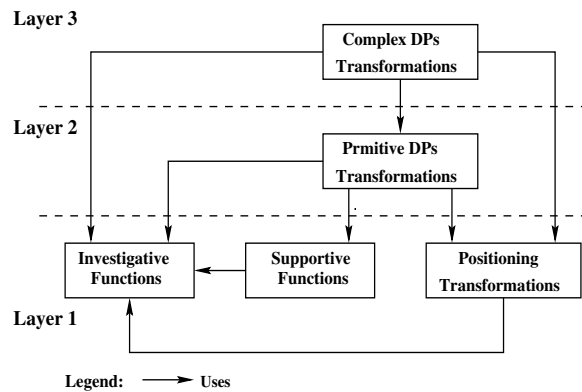 Layer 3
Complex DPs
Transformations
Layer 2
Prmitive DPs
Transformations
Investigative
Functions
Supportive
Functions
Positioning
Transformations
Layer 1
Legend: Uses